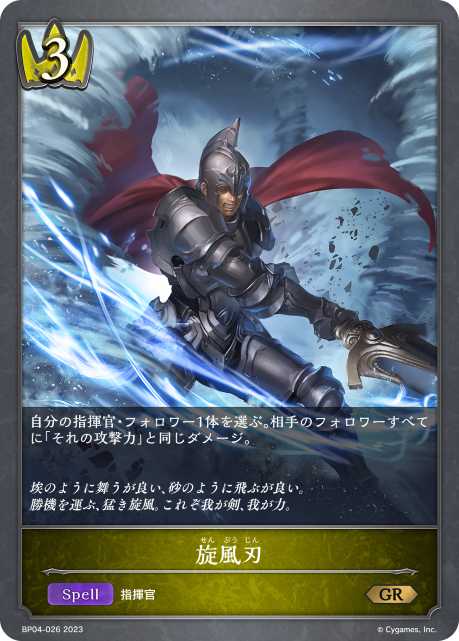 3
自分の指揮官・フォロワー1体を選ぶ。相手のフォロワーすべて
に「それの攻撃力」と同じダメージ。
埃のように舞うが良い、砂のように飛ぶが良い。
勝機を運ぶ、猛き旋風。これぞ我が剣、我が力。
せん ぷう じん
旋風刃
Spell 指揮官 GR
BP04-026 2023 © Cygames, Inc.